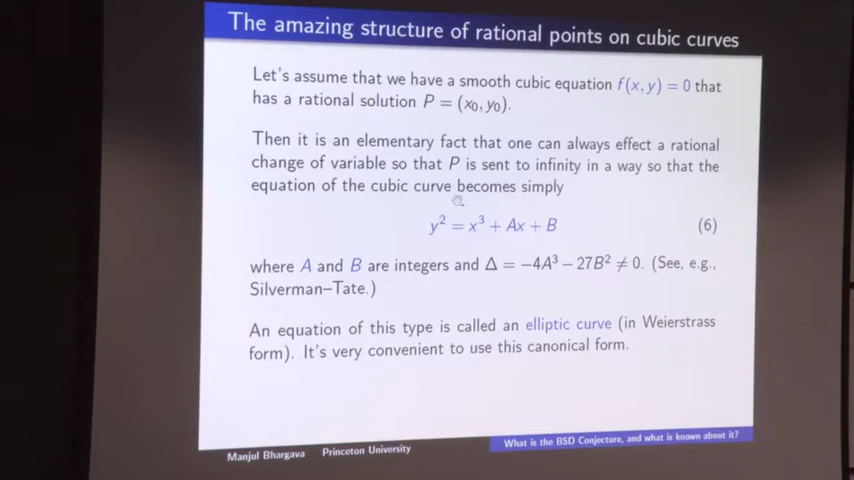 The amazing structure of rational points on cubic curves
Let's assume that we have a smooth cubic equation f(x, y) = 0 that
has a rational solution P = (x₀, y₀).
Then it is an elementary fact that one can always effect a rational
change of variable so that P is sent to infinity in a way so that the
equation of the cubic curve becomes simply
y² = x³ + Ax + B (6)
where A and B are integers and Δ = −4A³ − 27B² ≠ 0. (See, e.g.,
Silverman–Tate.)
An equation of this type is called an elliptic curve (in Weierstrass
form). It's very convenient to use this canonical form.
Manjul Bhargava Princeton University What is the BSD Conjecture, and what is known about it?